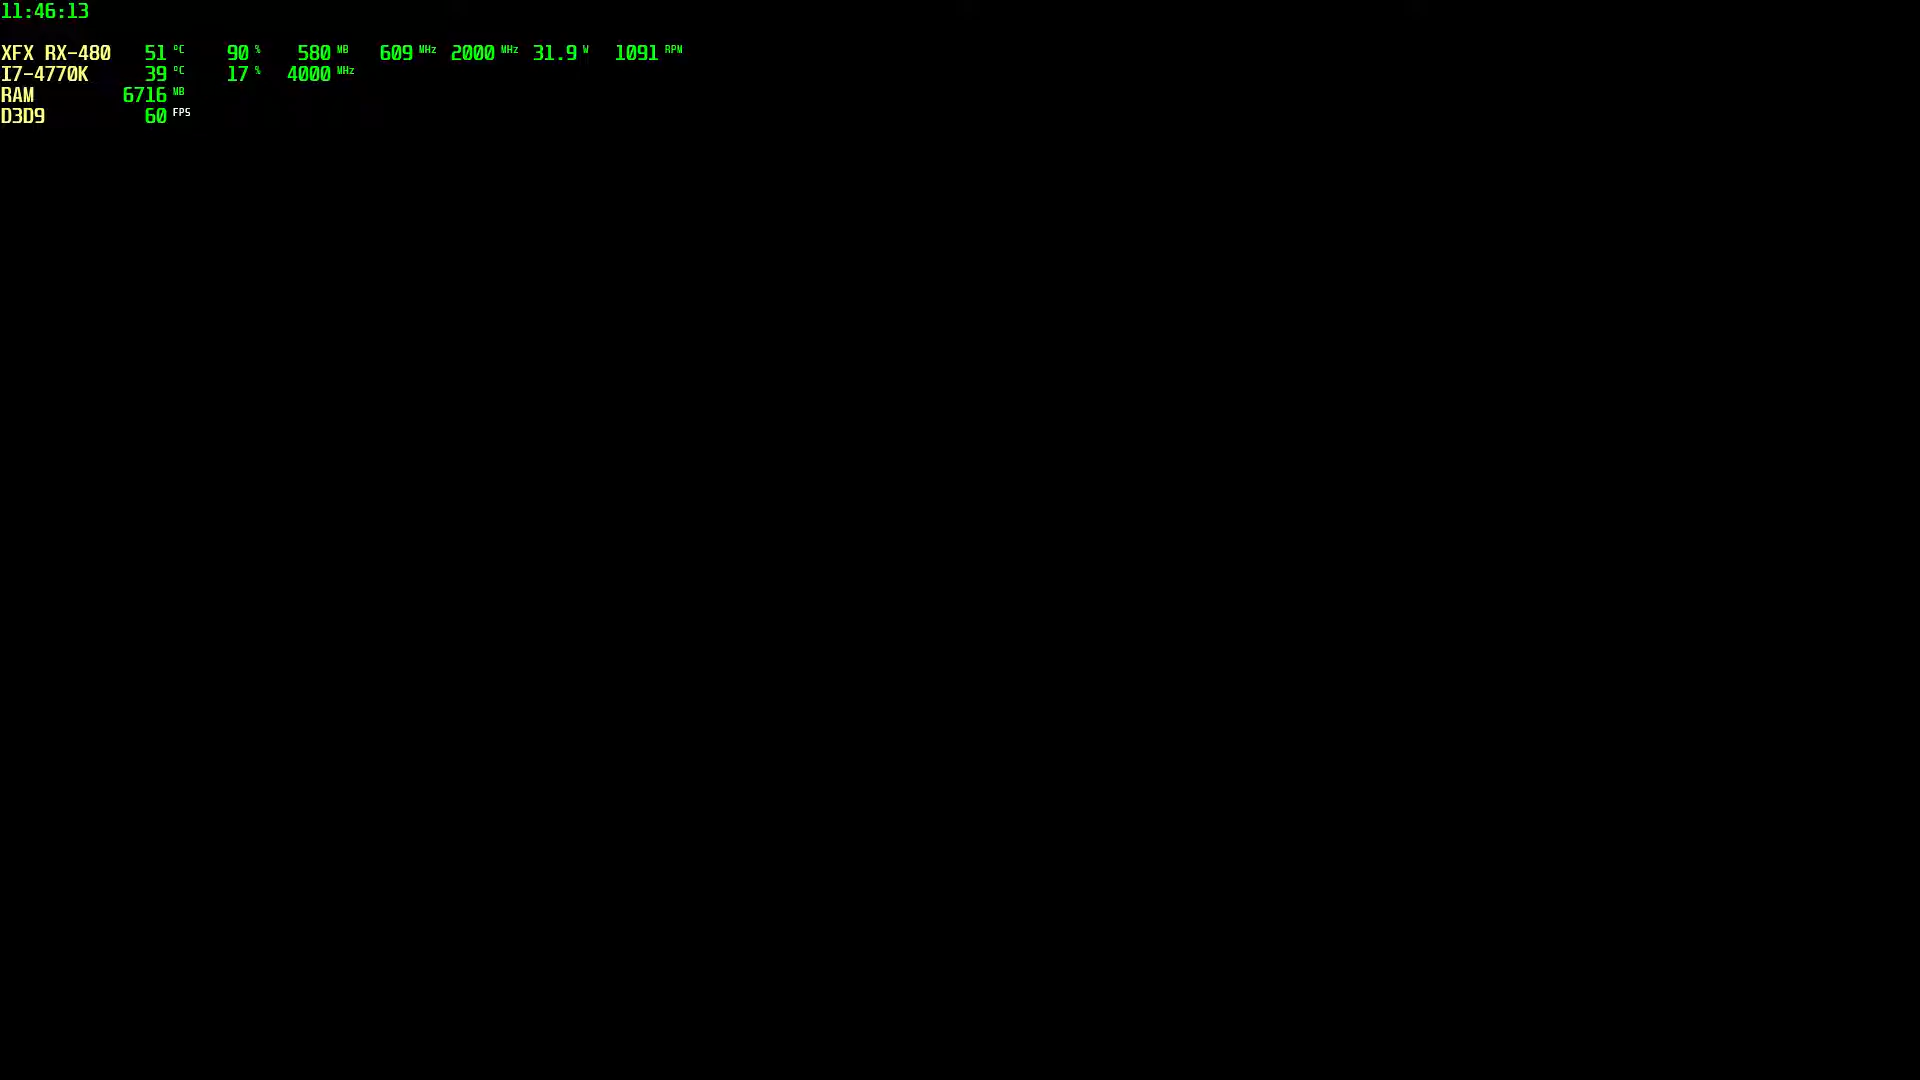 11:46:13
XFX RX-480 51 °C 90 % 580 MB 609 MHz 2000 MHz 31.9 W 1091 RPM
I7-4770K 39 °C 17 % 4000 MHz
RAM 6716 MB
D3D9 60 FPS